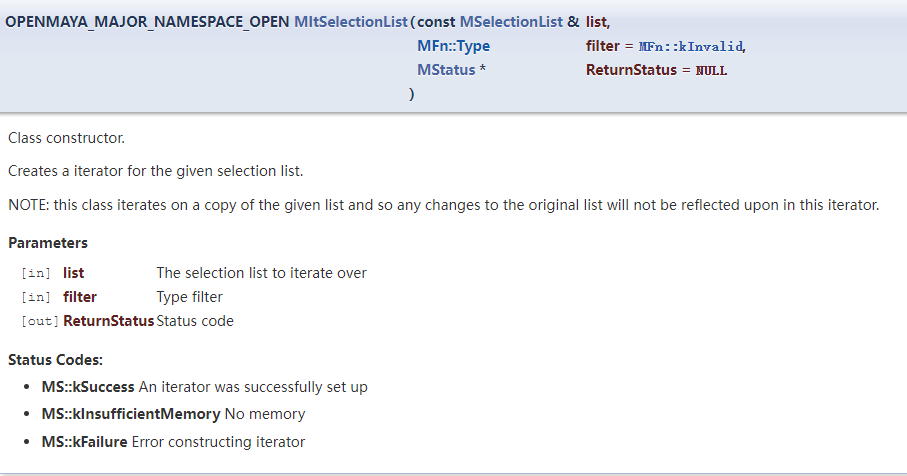 OPENMAYA_MAJOR_NAMESPACE_OPEN MItSelectionList(const MSelectionList & list,
MFn::Type filter = MFn::kInvalid,
MStatus * ReturnStatus = NULL
)
Class constructor.
Creates a iterator for the given selection list.
NOTE: this class iterates on a copy of the given list and so any changes to the original list will not be reflected upon in this iterator.
Parameters
[in] list The selection list to iterate over
[in] filter Type filter
[out] ReturnStatus Status code
Status Codes:
• MS::kSuccess An iterator was successfully set up
• MS::kInsufficientMemory No memory
• MS::kFailure Error constructing iterator